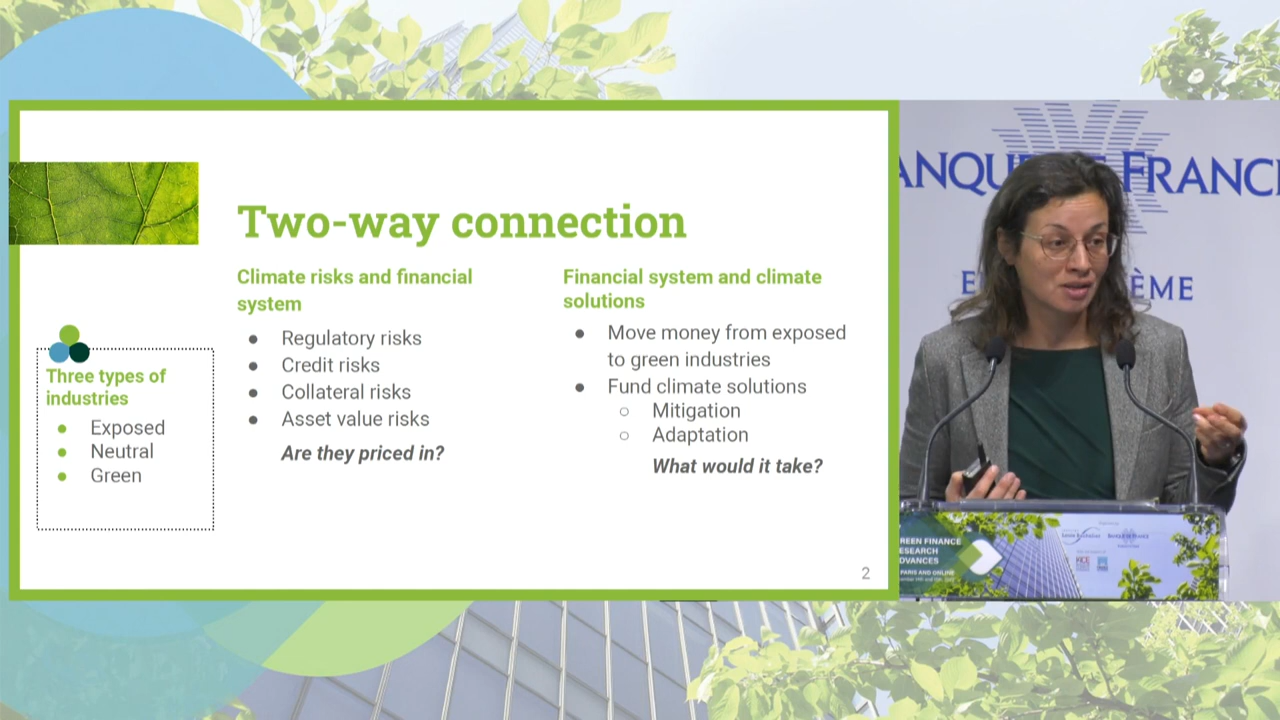 Two-way connection
Climate risks and financial
system
● Regulatory risks
● Credit risks
● Collateral risks
● Asset value risks
Are they priced in?
Financial system and climate
solutions
● Move money from exposed
to green industries
● Fund climate solutions
○ Mitigation
○ Adaptation
What would it take?
Three types of
industries
● Exposed
● Neutral
● Green
2
ANQUE DE FRANC
ÈME
REEN FINANCE
ESEARCH
DVANCES
PARIS AND ONLINE